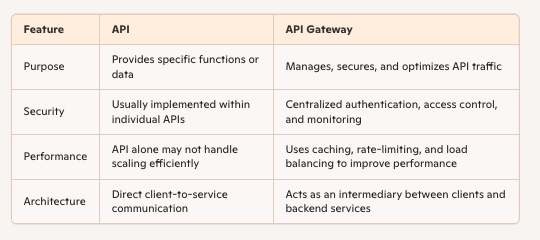 Feature API API Gateway
Purpose
Provides specific functions or
data
Manages, secures, and optimizes API traffic
Security
Usually implemented within
individual APIs
Centralized authentication, access control,
and monitoring
Performance
API alone may not handle
scaling efficiently
Uses caching, rate-limiting, and load
balancing to improve performance
Architecture
Direct client-to-service
communication
Acts as an intermediary between clients and
backend services